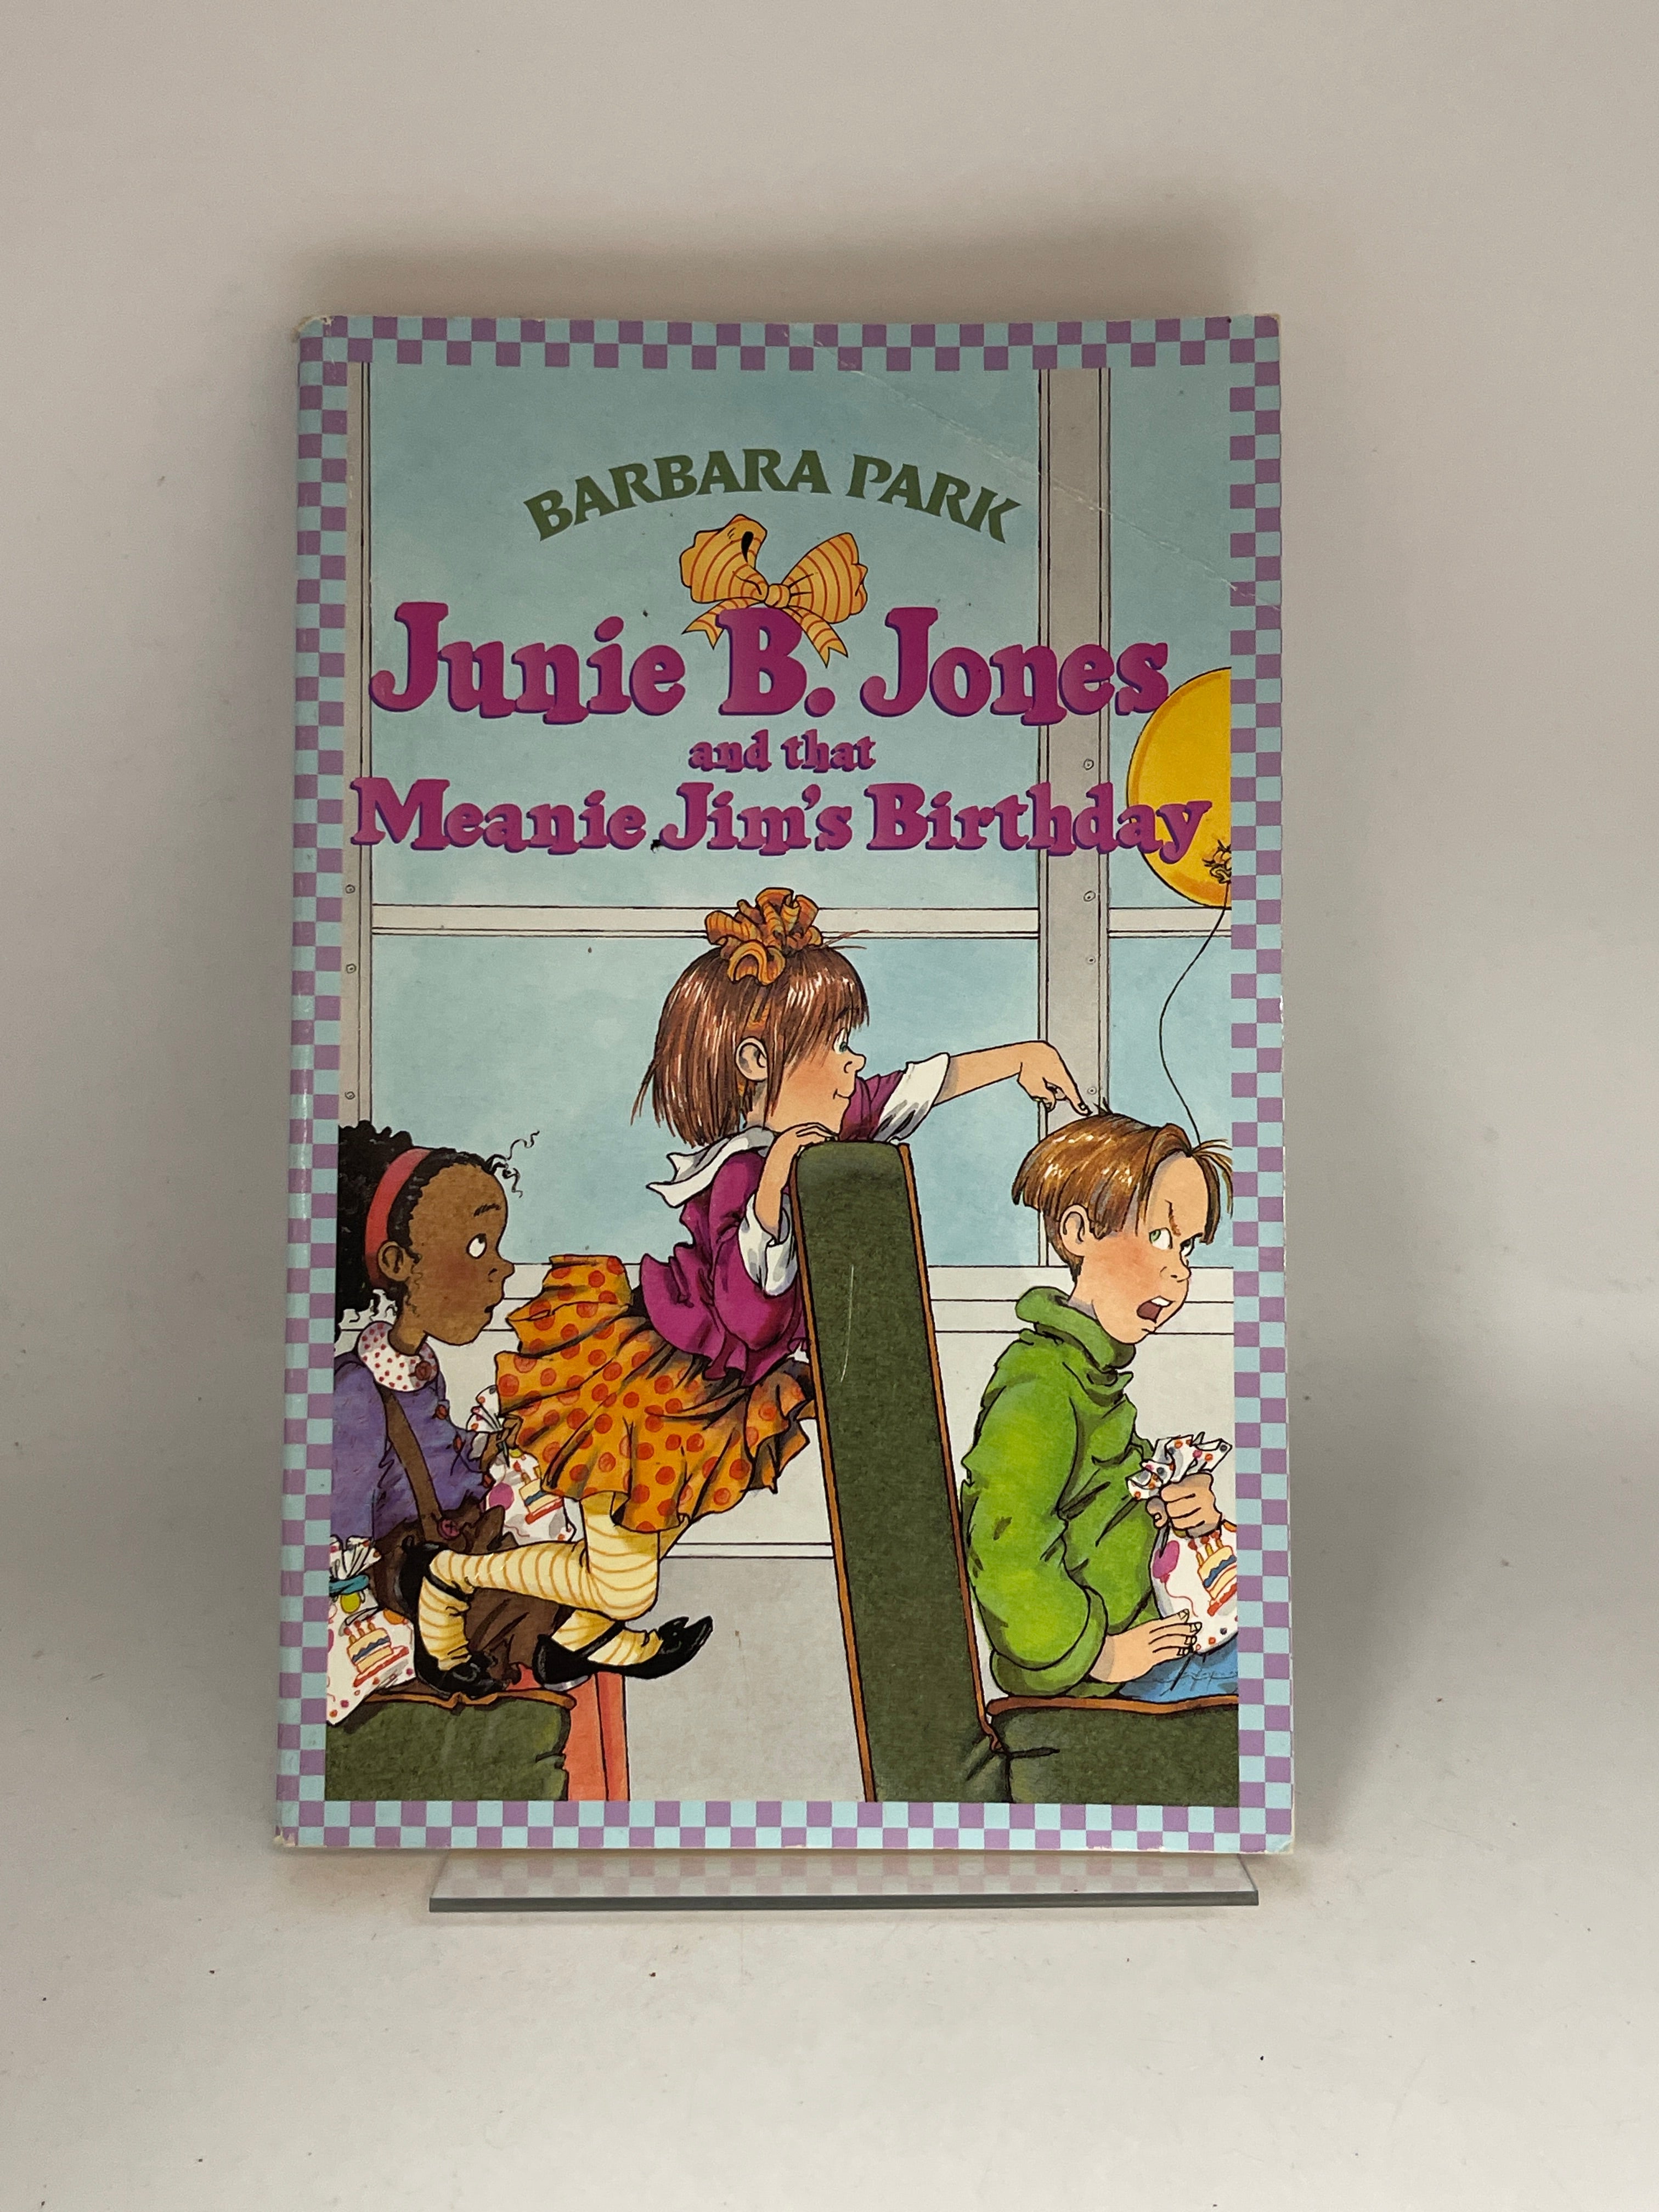 BARBARA PARK
Junie B. Jones
and that
Meanie Jim's Birthday